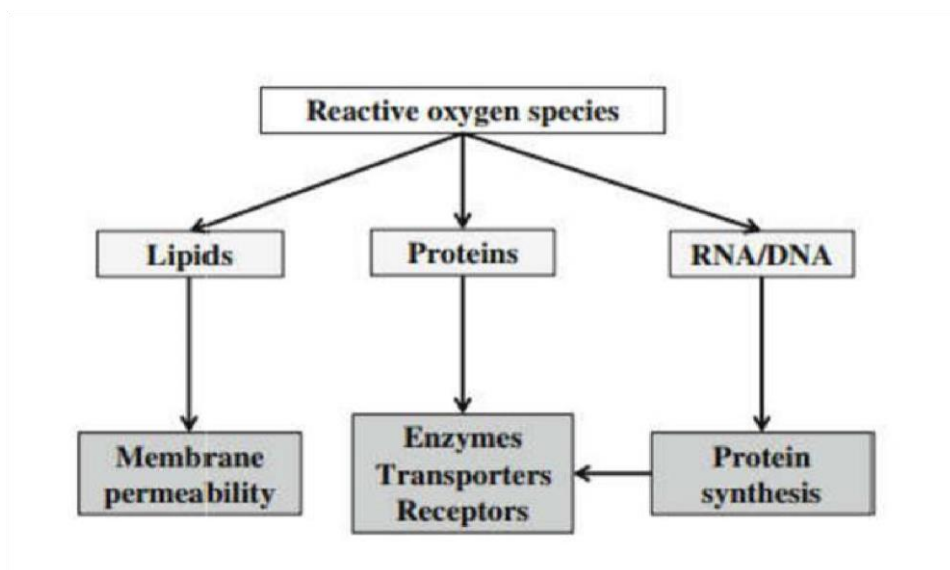 Reactive oxygen species
Lipids
Proteins
RNA/DNA
Membrane
permeability
Enzymes
Transporters
Receptors
Protein
synthesis